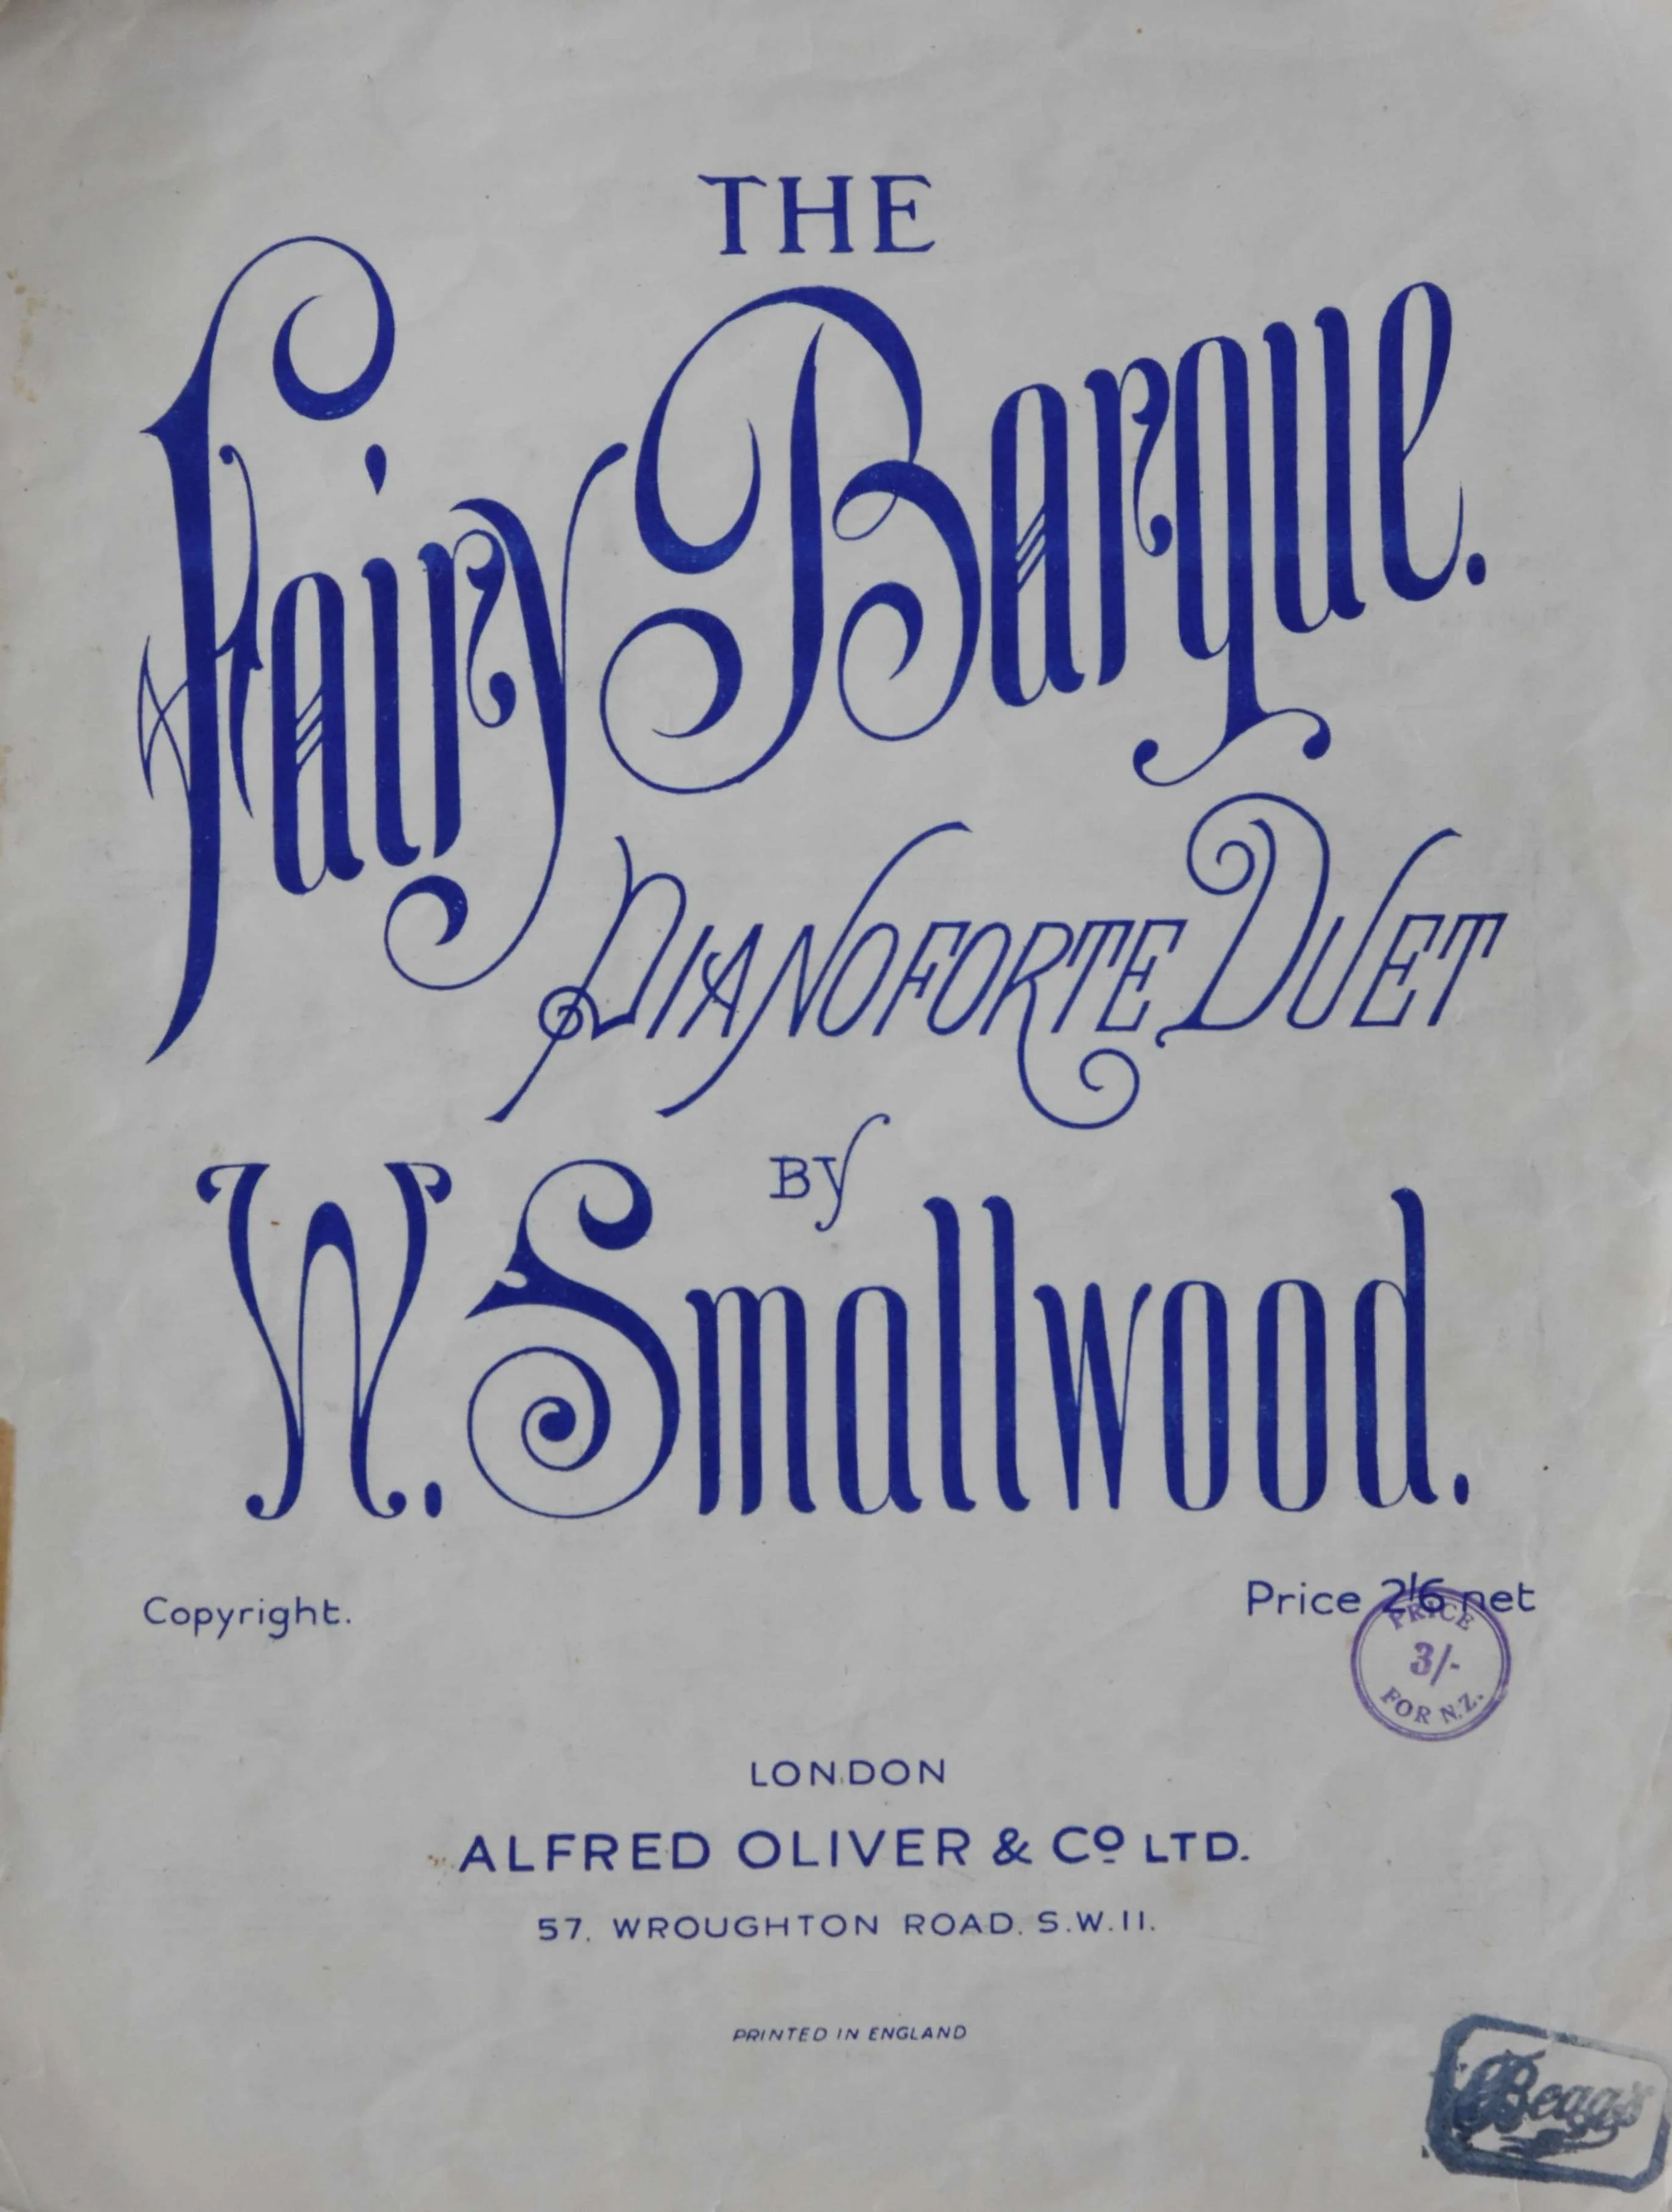 THE
Fairy Barque.
PIANOFORTE DUET
BY
W. Smallwood.
Copyright.
Price 2/6 net
PRICE
3/-
FOR N.Z.
LONDON
ALFRED OLIVER & Co LTD.
57, WROUGHTON ROAD. S.W.11.
PRINTED IN ENGLAND
Beggs